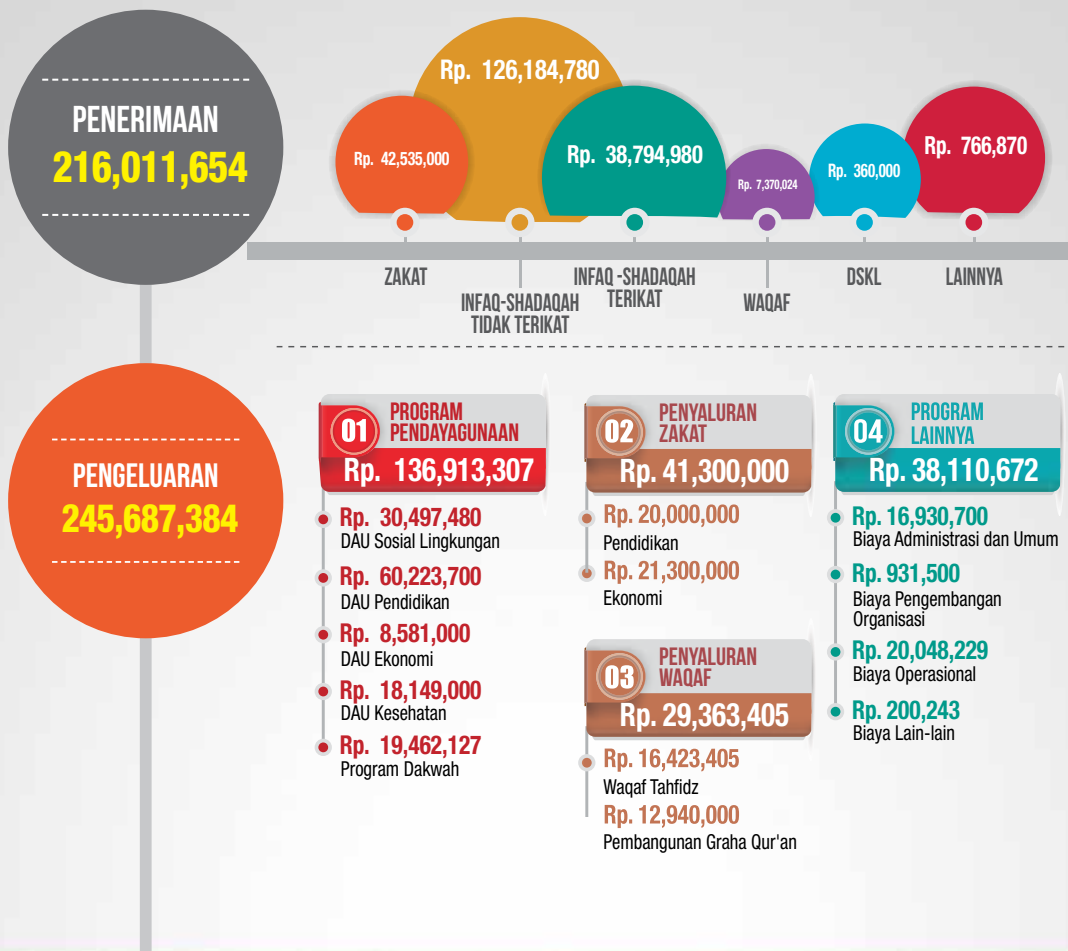 PENERIMAAN
216,011,654
Rp. 42,535,000
Rp. 126,184,780
Rp. 38,794,980
Rp. 7,370,024
Rp. 360,000
Rp. 766,870
ZAKAT
INFAQ-SHADAQAH
TIDAK TERIKAT
INFAQ -SHADAQAH
TERIKAT
WAQAF
DSKL
LAINNYA
PENGELUARAN
245,687,384
01
PROGRAM
PENDAYAGUNAAN
Rp. 136,913,307
Rp. 30,497,480
DAU Sosial Lingkungan
Rp. 60,223,700
DAU Pendidikan
Rp. 8,581,000
DAU Ekonomi
Rp. 18,149,000
DAU Kesehatan
Rp. 19,462,127
Program Dakwah
02
PENYALURAN
ZAKAT
Rp. 41,300,000
Rp. 20,000,000
Pendidikan
Rp. 21,300,000
Ekonomi
03
PENYALURAN
WAQAF
Rp. 29,363,405
Rp. 16,423,405
Waqaf Tahfidz
Rp. 12,940,000
Pembangunan Graha Qur'an
04
PROGRAM
LAINNYA
Rp. 38,110,672
Rp. 16,930,700
Biaya Administrasi dan Umum
Rp. 931,500
Biaya Pengembangan
Organisasi
Rp. 20,048,229
Biaya Operasional
Rp. 200,243
Biaya Lain-lain